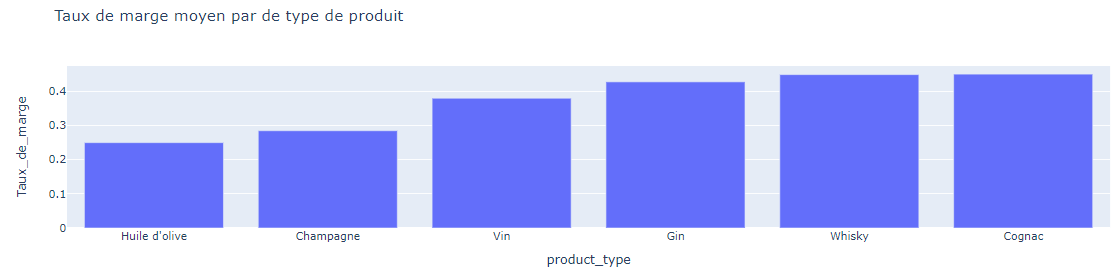 Taux de marge moyen par de type de produit
Taux_de_marge
0.4
0.3
0.2
0.1
0
Huile d'olive
Champagne
Vin
Gin
Whisky
Cognac
product_type